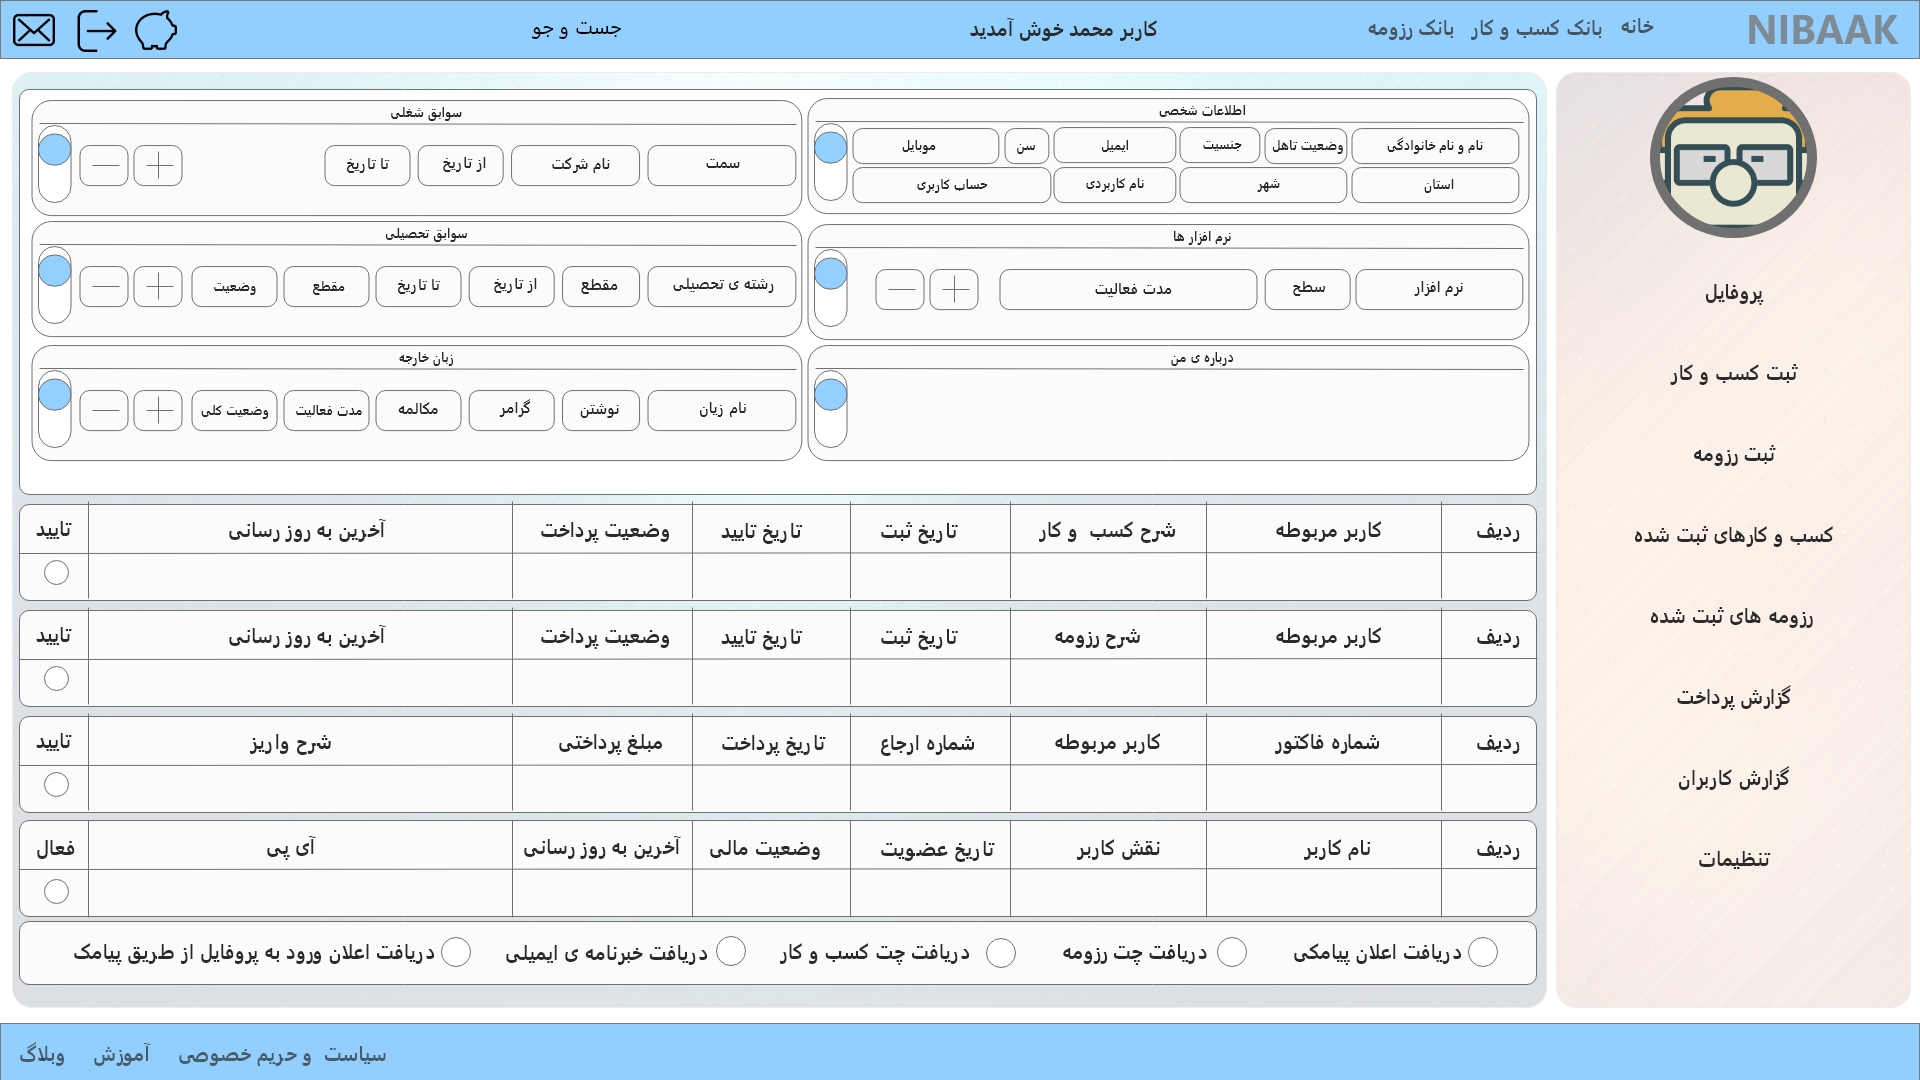 NIBAAK
خانه
بانک کسب و کار
بانک رزومه
کاربر محمد خوش آمدید
جست و جو
پروفایل
ثبت کسب و کار
ثبت رزومه
کسب و کارهای ثبت شده
رزومه های ثبت شده
گزارش پرداخت
گزارش کاربران
تنظیمات
اطلاعات شخصی
نام و نام خانوادگی وضعیت تاهل جنسیت ایمیل سن موبایل
استان شهر نام کاربردی حساب کاربری
سوابق شغلی
سمت نام شرکت از تاریخ تا تاریخ
نرم افزار ها
نرم افزار سطح مدت فعالیت
سوابق تحصیلی
رشته ی تحصیلی مقطع از تاریخ تا تاریخ مقطع وضعیت
درباره ی من
زبان خارجه
نام زبان نوشتن گرامر مکالمه مدت فعالیت وضعیت کلی
ردیف کاربر مربوطه شرح کسب و کار تاریخ ثبت تاریخ تایید وضعیت پرداخت آخرین به روز رسانی تایید
ردیف کاربر مربوطه شرح رزومه تاریخ ثبت تاریخ تایید وضعیت پرداخت آخرین به روز رسانی تایید
ردیف شماره فاکتور کاربر مربوطه شماره ارجاع تاریخ پرداخت مبلغ پرداختی شرح واریز تایید
ردیف نام کاربر نقش کاربر تاریخ عضویت وضعیت مالی آخرین به روز رسانی آی پی فعال
دریافت اعلان پیامکی دریافت چت رزومه دریافت چت کسب و کار دریافت خبرنامه ی ایمیلی دریافت اعلان ورود به پروفایل از طریق پیامک
سیاست و حریم خصوصی آموزش وبلاگ